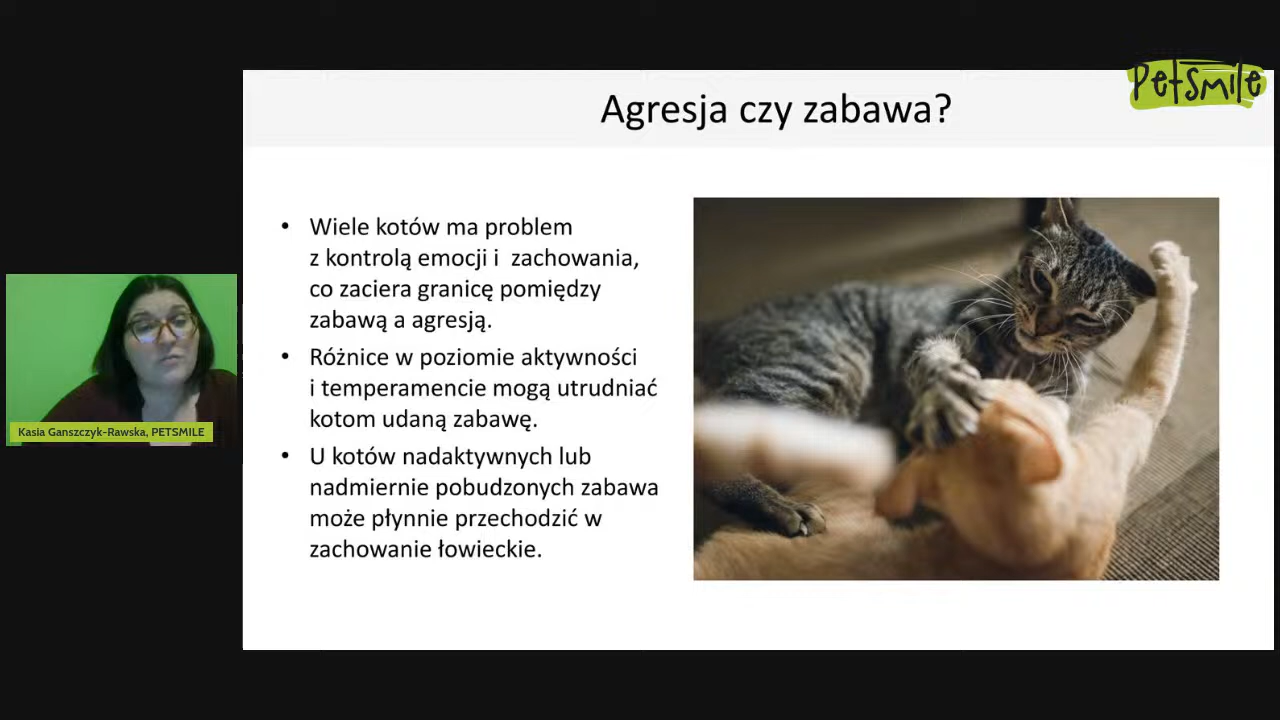 PetSmile
Agresja czy zabawa?
• Wiele kotów ma problem
z kontrolą emocji i  zachowania,
co zaciera granicę pomiędzy
zabawą a agresją.
• Różnice w poziomie aktywności
i temperamencie mogą utrudniać
kotom udaną zabawę.
• U kotów nadaktywnych lub
nadmiernie pobudzonych zabawa
może płynnie przechodzić w
zachowanie łowieckie.
Kasia Ganszczyk-Rawska, PETSMILE